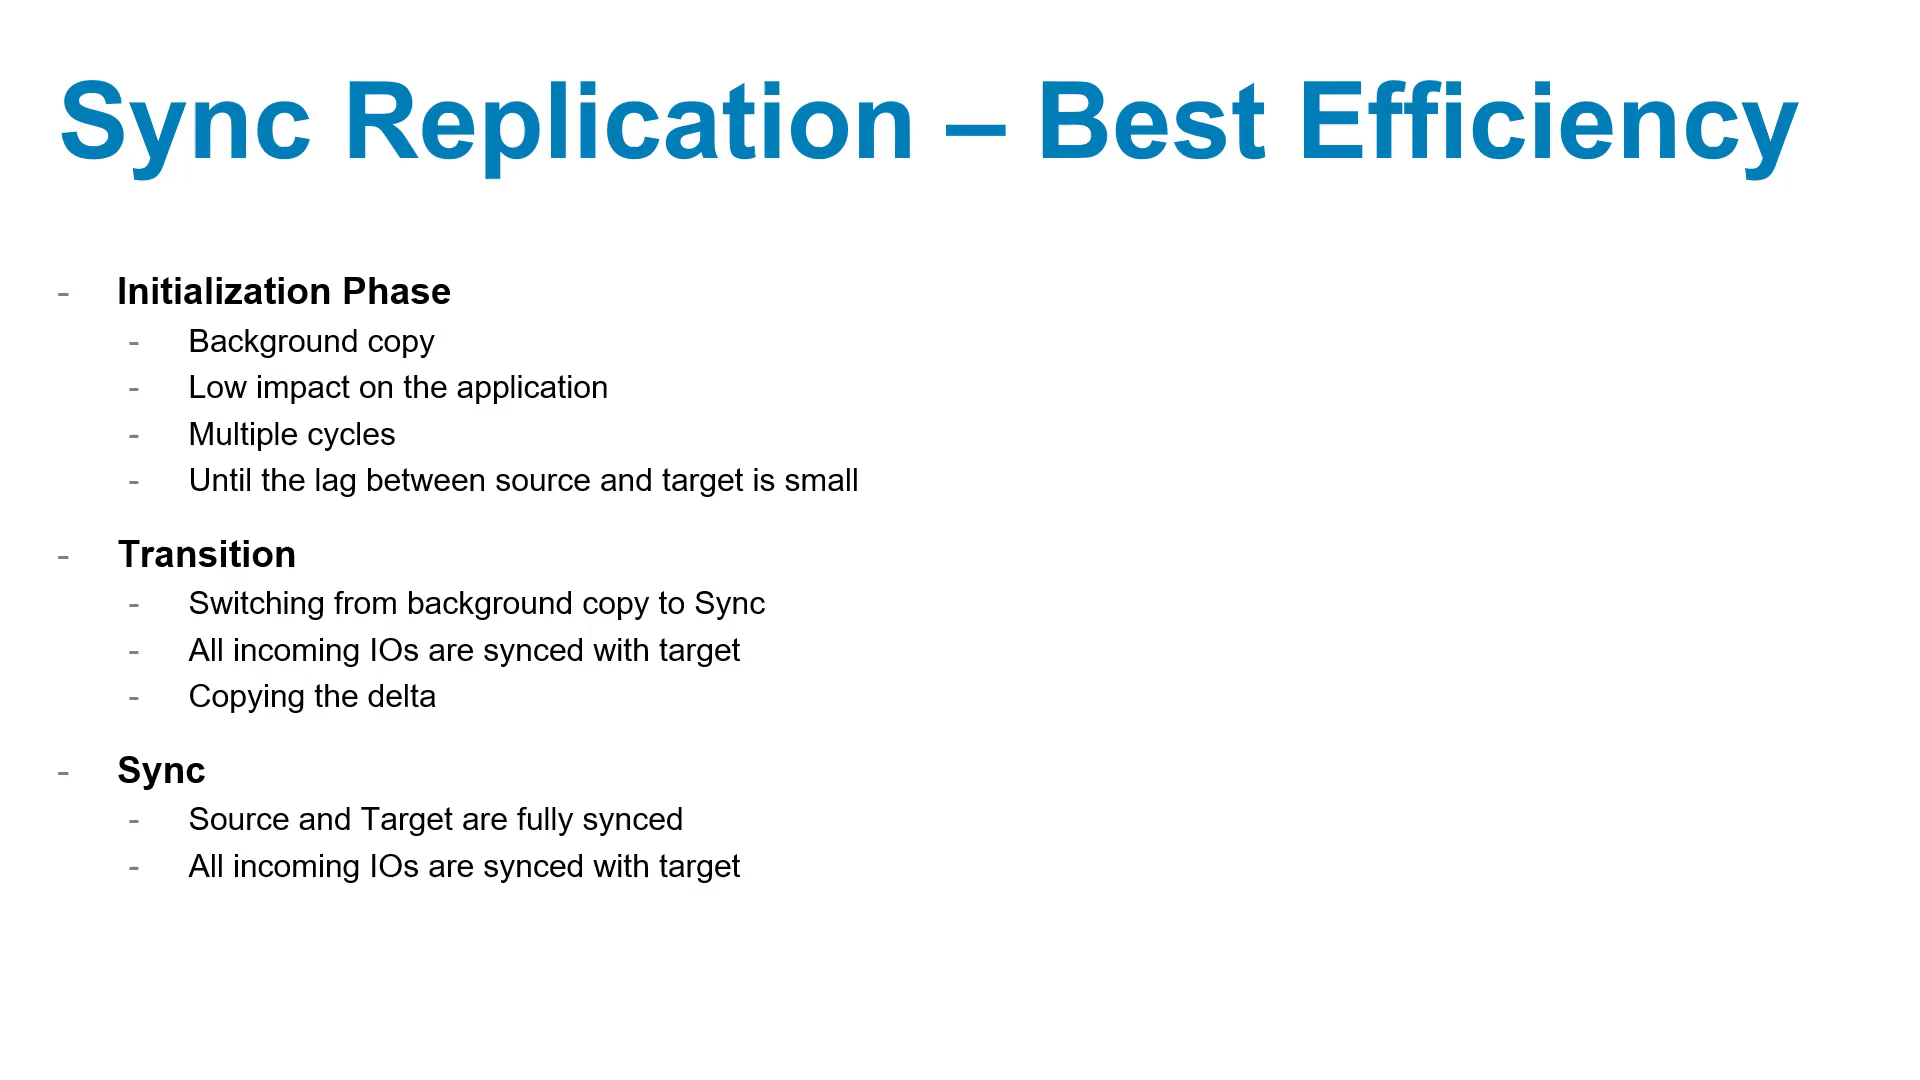 Sync Replication – Best Efficiency
- Initialization Phase
- Background copy
- Low impact on the application
- Multiple cycles
- Until the lag between source and target is small
- Transition
- Switching from background copy to Sync
- All incoming IOs are synced with target
- Copying the delta
- Sync
- Source and Target are fully synced
- All incoming IOs are synced with target